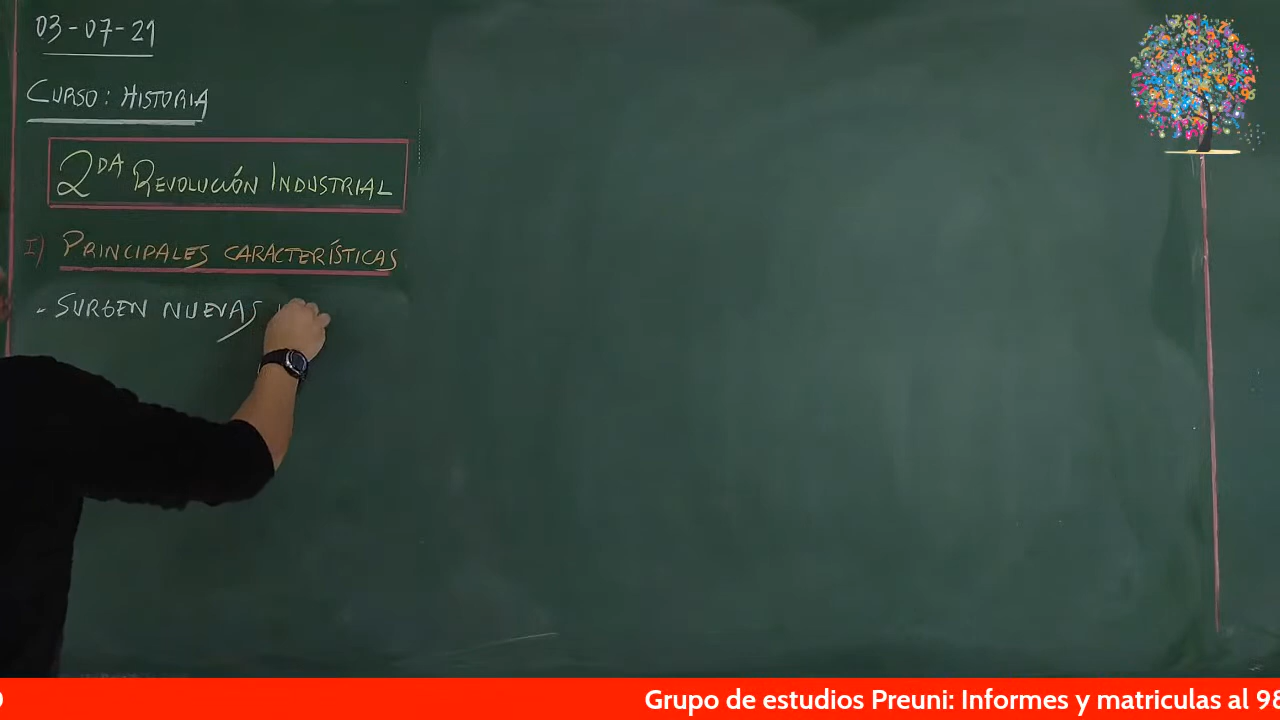 03-07-21
CURSO: HISTORIA
2DA REVOLUCIÓN INDUSTRIAL
I) PRINCIPALES CARACTERÍSTICAS
- SURGEN NUEVAS
Grupo de estudios Preuni: Informes y matriculas al 98